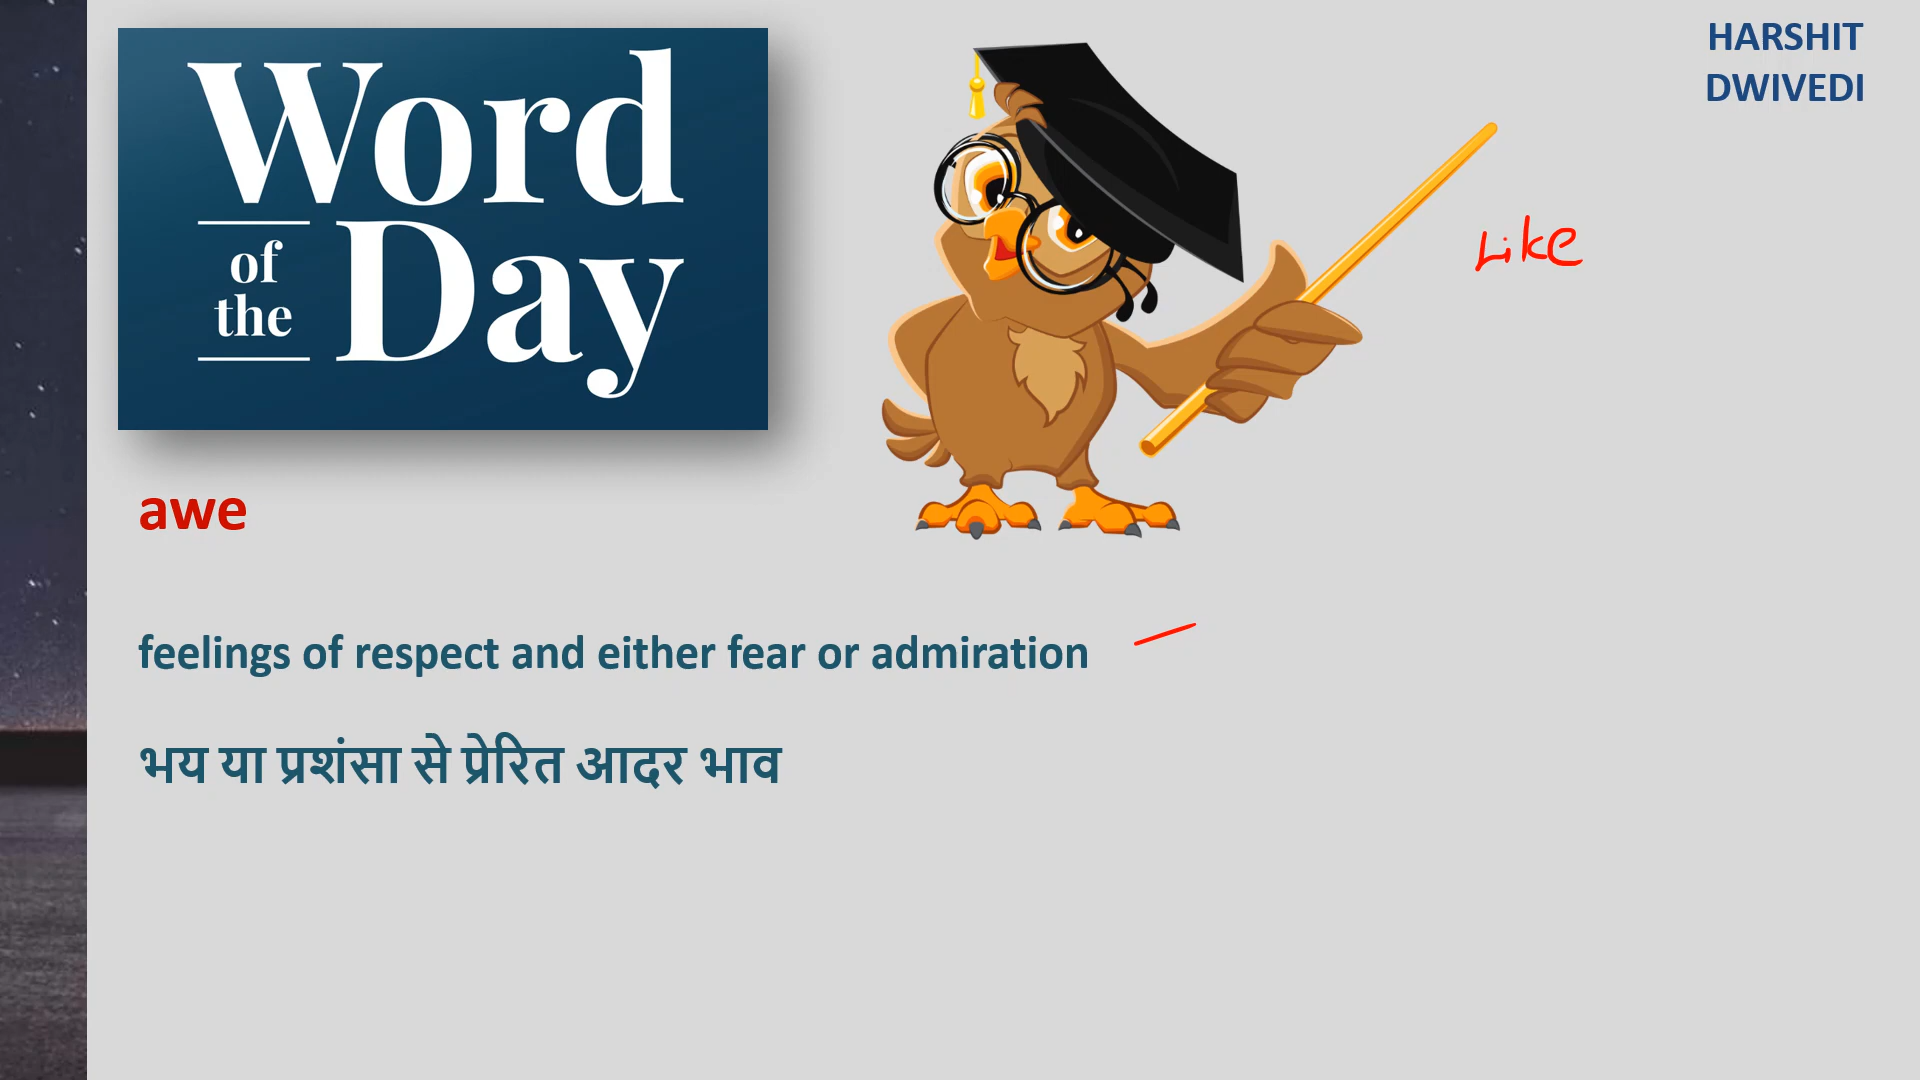 Word
of
the
Day
HARSHIT
DWIVEDI
Like
awe
feelings of respect and either fear or admiration
भय या प्रशंसा से प्रेरित आदर भाव